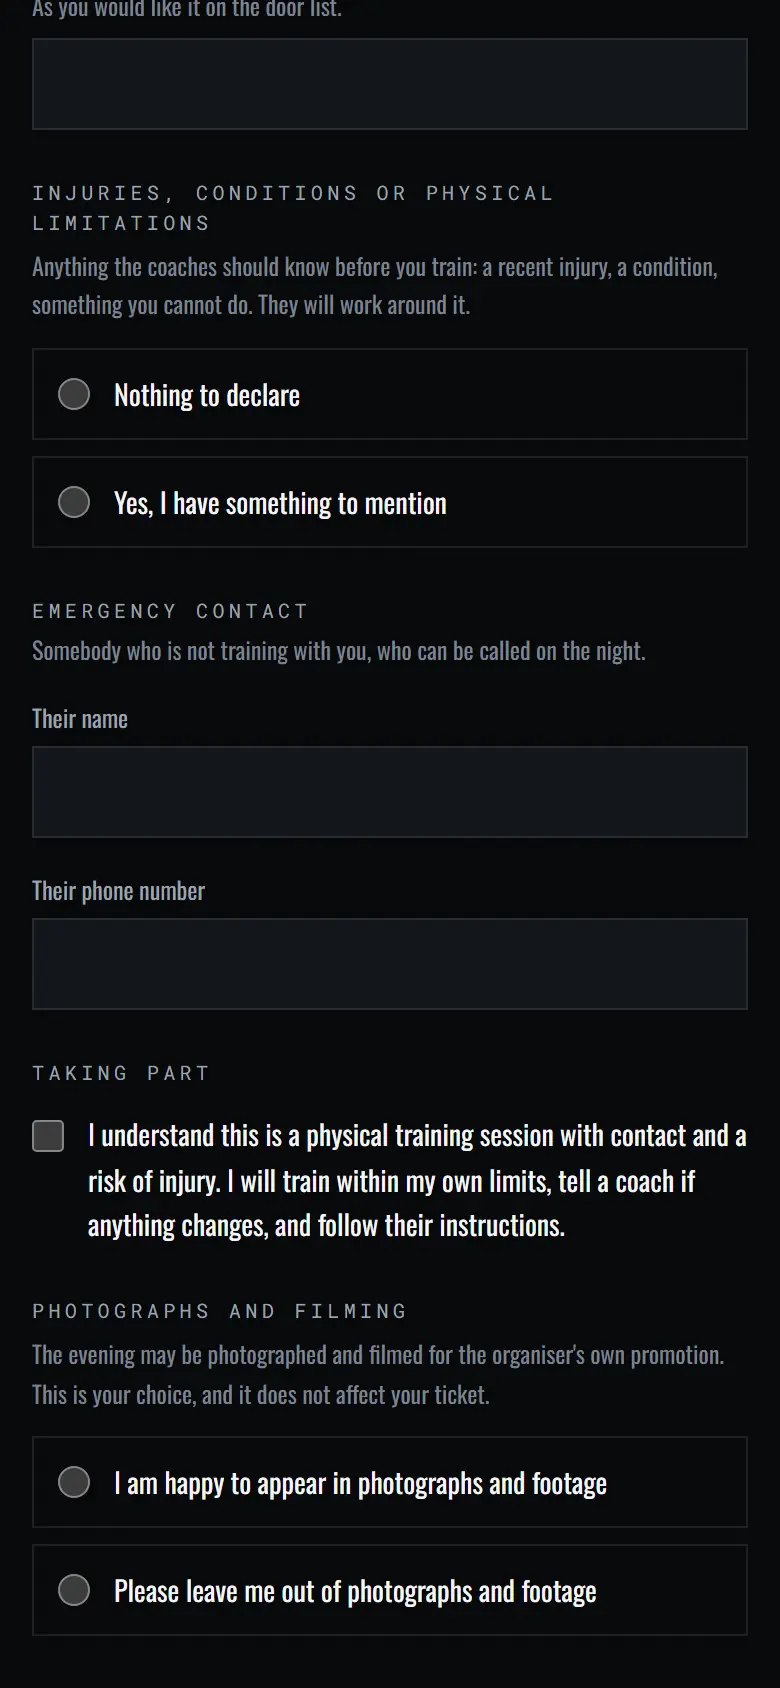 As you would like it on the door list.
INJURIES, CONDITIONS OR PHYSICAL
LIMITATIONS
Anything the coaches should know before you train: a recent injury, a condition,
something you cannot do. They will work around it.
Nothing to declare
Yes, I have something to mention
EMERGENCY CONTACT
Somebody who is not training with you, who can be called on the night.
Their name
Their phone number
TAKING PART
I understand this is a physical training session with contact and a
risk of injury. I will train within my own limits, tell a coach if
anything changes, and follow their instructions.
PHOTOGRAPHS AND FILMING
The evening may be photographed and filmed for the organiser's own promotion.
This is your choice, and it does not affect your ticket.
I am happy to appear in photographs and footage
Please leave me out of photographs and footage